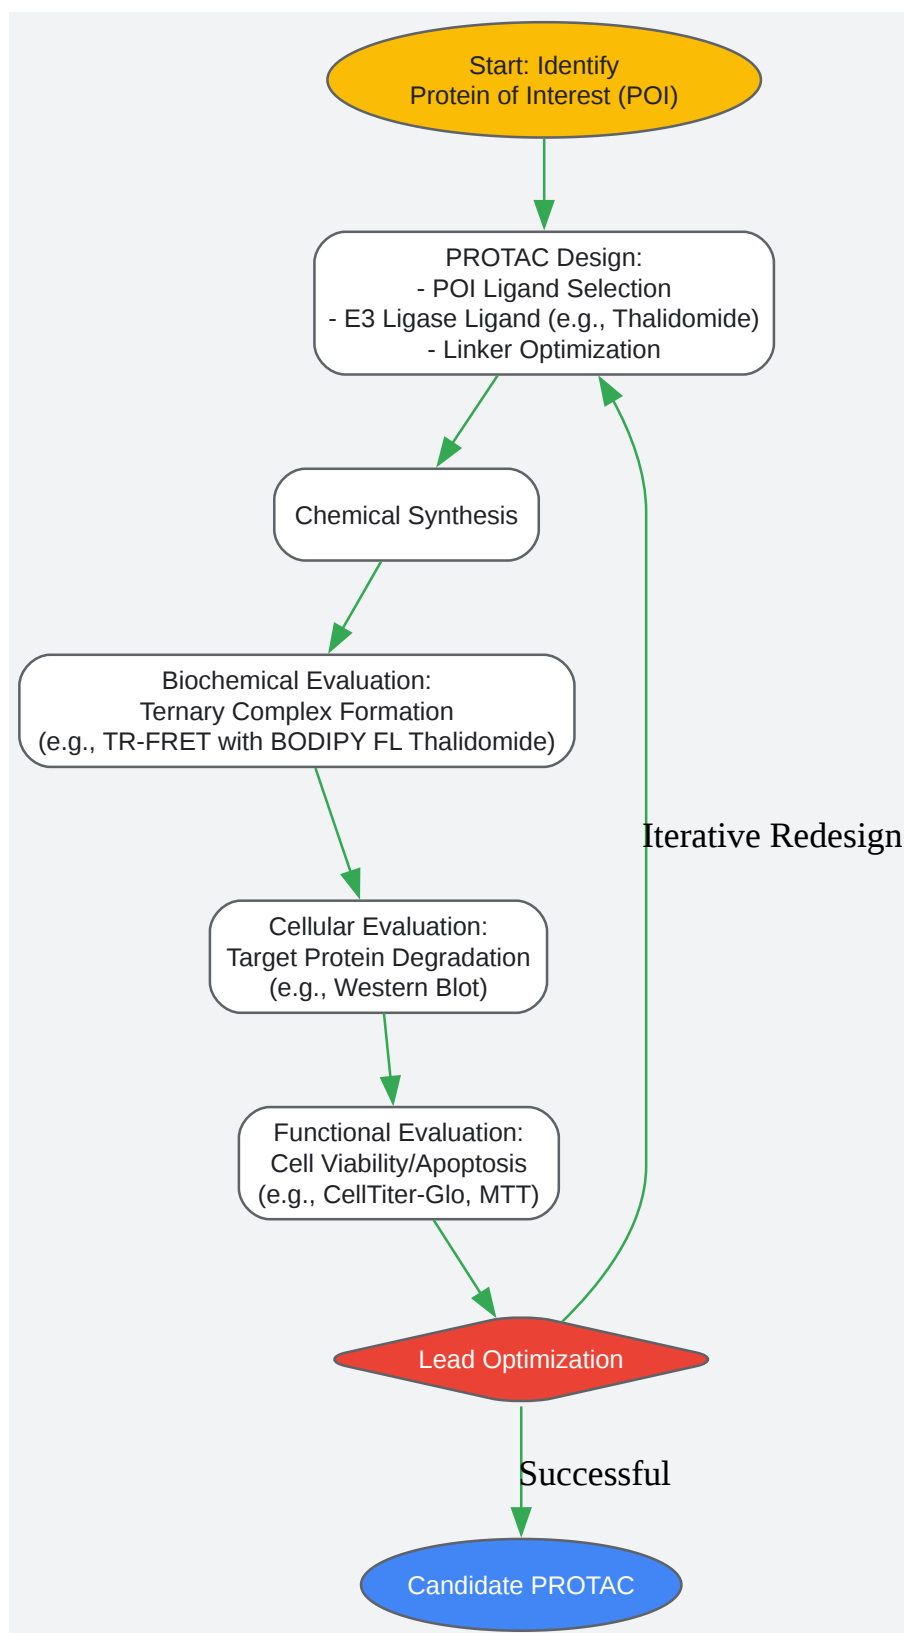 Start: Identify
Protein of Interest (POI)
PROTAC Design:
- POI Ligand Selection
- E3 Ligase Ligand (e.g., Thalidomide)
- Linker Optimization
Chemical Synthesis
Biochemical Evaluation:
Ternary Complex Formation
(e.g., TR-FRET with BODIPY FL Thalidomide)
Iterative Redesign
Cellular Evaluation:
Target Protein Degradation
(e.g., Western Blot)
Functional Evaluation:
Cell Viability/Apoptosis
(e.g., CellTiter-Glo, MTT)
Lead Optimization
Successful
Candidate PROTAC